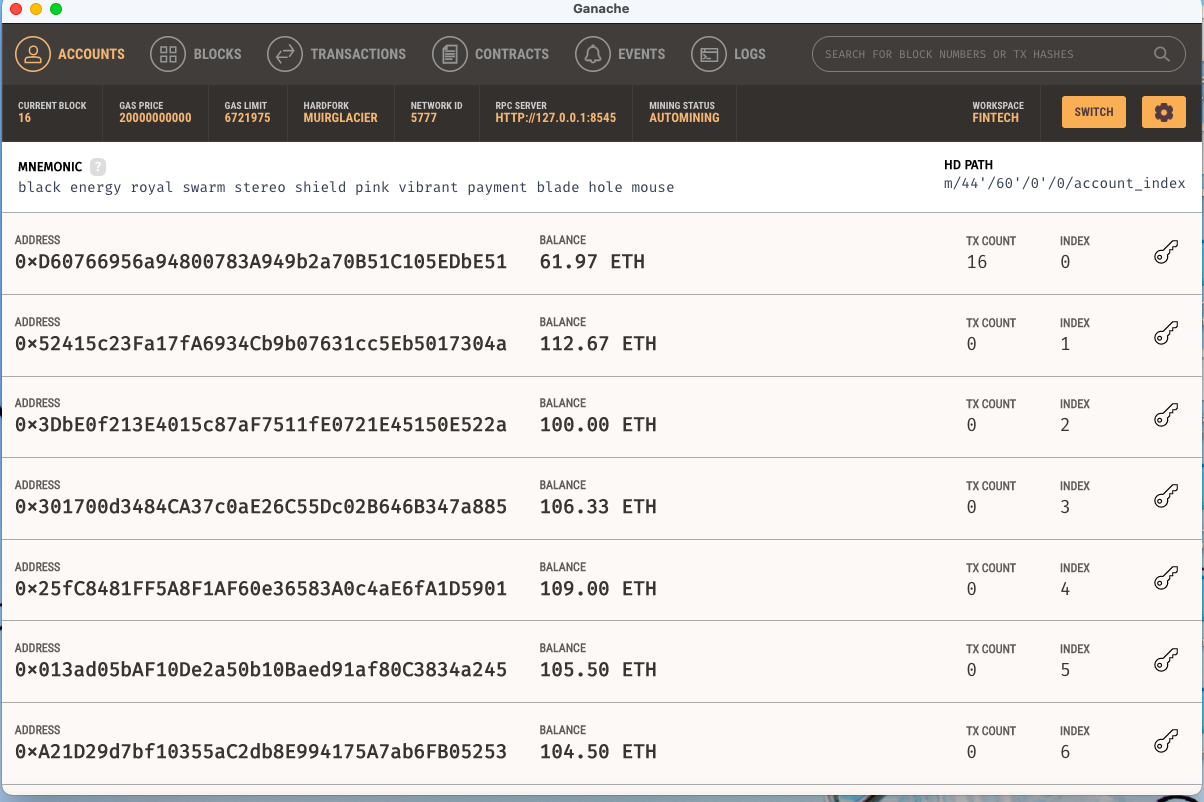 Ganache
ACCOUNTS BLOCKS TRANSACTIONS CONTRACTS EVENTS LOGS SEARCH FOR BLOCK NUMBERS OR TX HASHES
CURRENT BLOCK GAS PRICE GAS LIMIT HARDFORK NETWORK ID RPC SERVER MINING STATUS WORKSPACE
16 20000000000 6721975 MUIRGLACIER 5777 HTTP://127.0.0.1:8545 AUTOMINING FINTECH SWITCH
MNEMONIC ? HD PATH
black energy royal swarm stereo shield pink vibrant payment blade hole mouse m/44'/60'/0'/0/account_index
ADDRESS BALANCE TX COUNT INDEX
0xD60766956a94800783A949b2a70B51C105EDbE51 61.97 ETH 16 0
ADDRESS BALANCE TX COUNT INDEX
0x52415c23Fa17fA6934Cb9b07631cc5Eb5017304a 112.67 ETH 0 1
ADDRESS BALANCE TX COUNT INDEX
0x3DbE0f213E4015c87aF7511fE0721E45150E522a 100.00 ETH 0 2
ADDRESS BALANCE TX COUNT INDEX
0x301700d3484CA37c0aE26C55Dc02B646B347a885 106.33 ETH 0 3
ADDRESS BALANCE TX COUNT INDEX
0x25fC8481FF5A8F1AF60e36583A0c4aE6fA1D5901 109.00 ETH 0 4
ADDRESS BALANCE TX COUNT INDEX
0x013ad05bAF10De2a50b10Baed91af80C3834a245 105.50 ETH 0 5
ADDRESS BALANCE TX COUNT INDEX
0xA21D29d7bf10355aC2db8E994175A7ab6FB05253 104.50 ETH 0 6